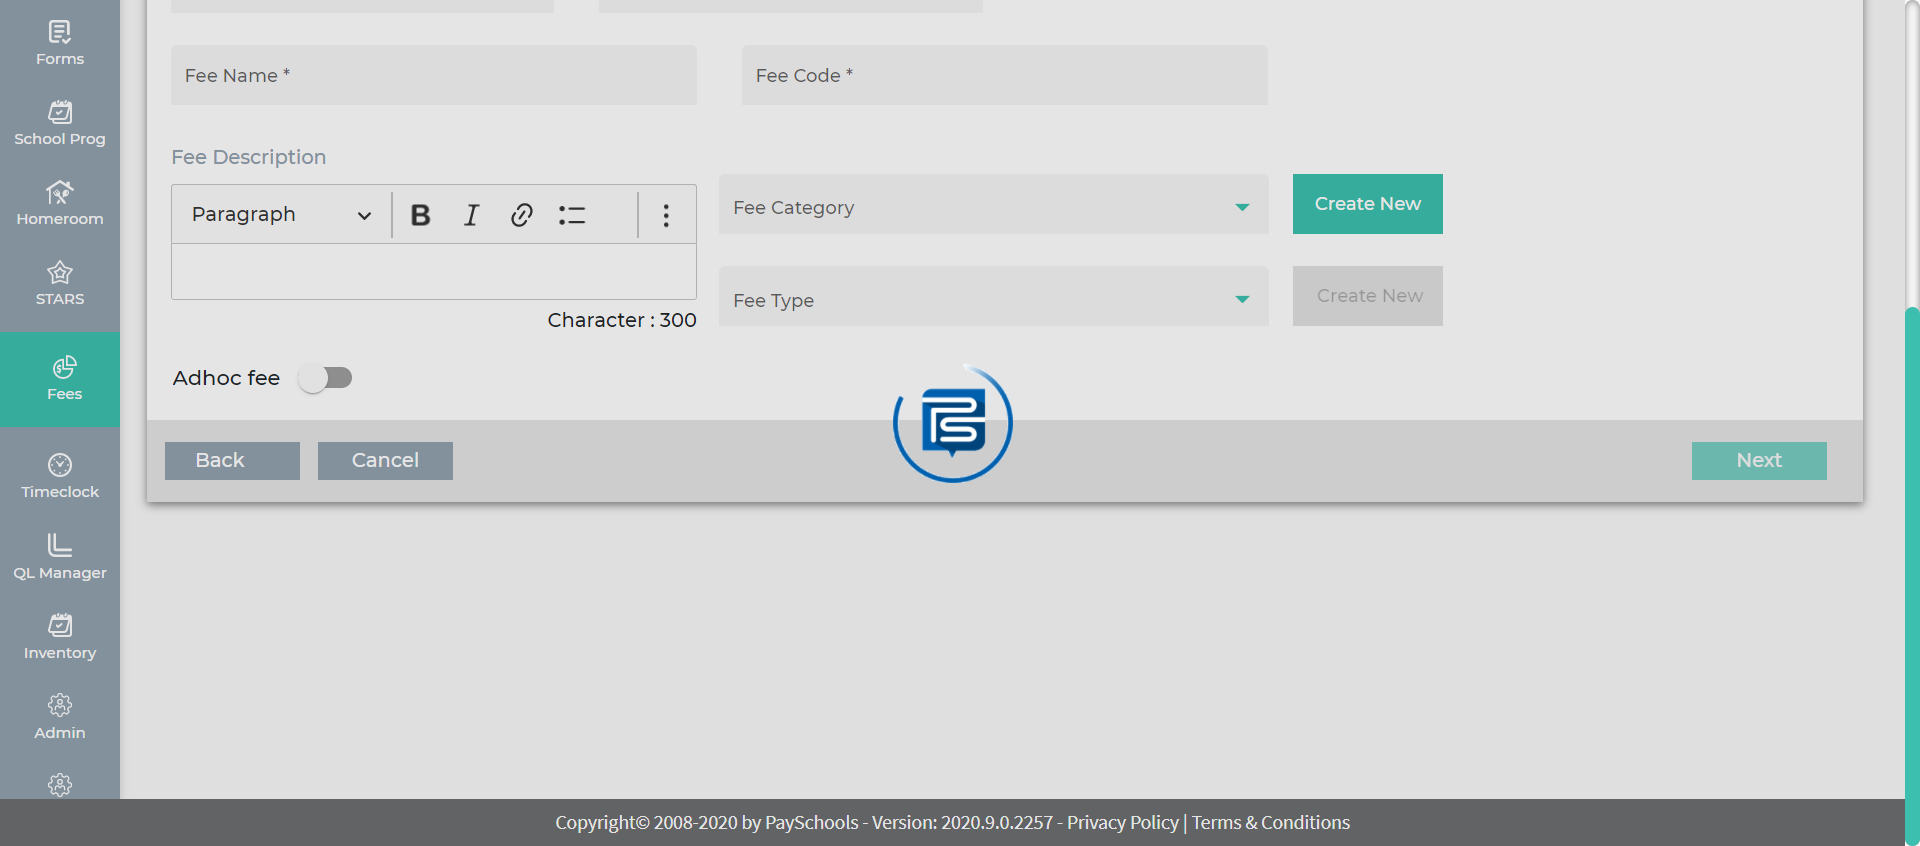 Forms
School Prog
Homeroom
STARS
Fees
Timeclock
QL Manager
Inventory
Admin
Fee Name *
Fee Code *
Fee Description
Paragraph
B I
Fee Category
Create New
Fee Type
Create New
Character : 300
Adhoc fee
PS
Back
Cancel
Next
Copyright© 2008-2020 by PaySchools - Version: 2020.9.0.2257 - Privacy Policy | Terms & Conditions